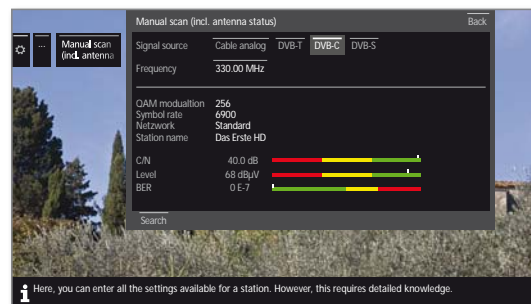 Manual scan (incl. antenna status) Back
... Manual scan
(incl. antenna
Signal source Cable analog DVB-T DVB-C DVB-S
Frequency 330.00 MHz
QAM modualtion 256
Symbol rate 6900
Netzwork Standard
Station name Das Erste HD
C/N 40.0 dB
Level 68 dBµV
BER 0 E-7
Search
Here, you can enter all the settings available for a station. However, this requires detailed knowledge.